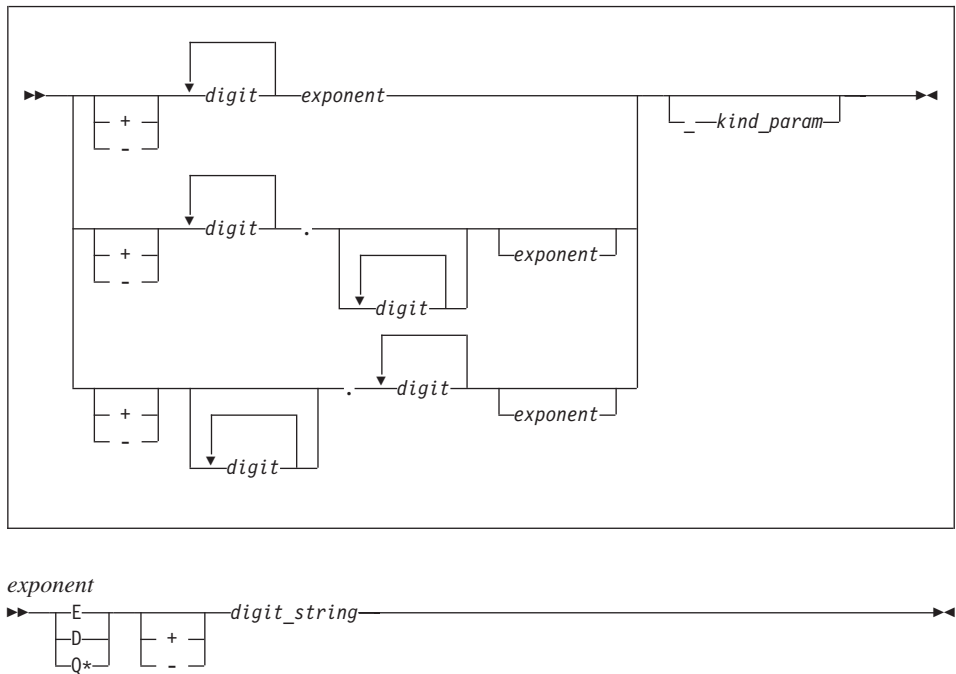 digit exponent
+
-
_ kind_param
digit .
+
-
exponent
digit
. digit
+
-
exponent
digit
exponent
E digit_string
D +
Q* -